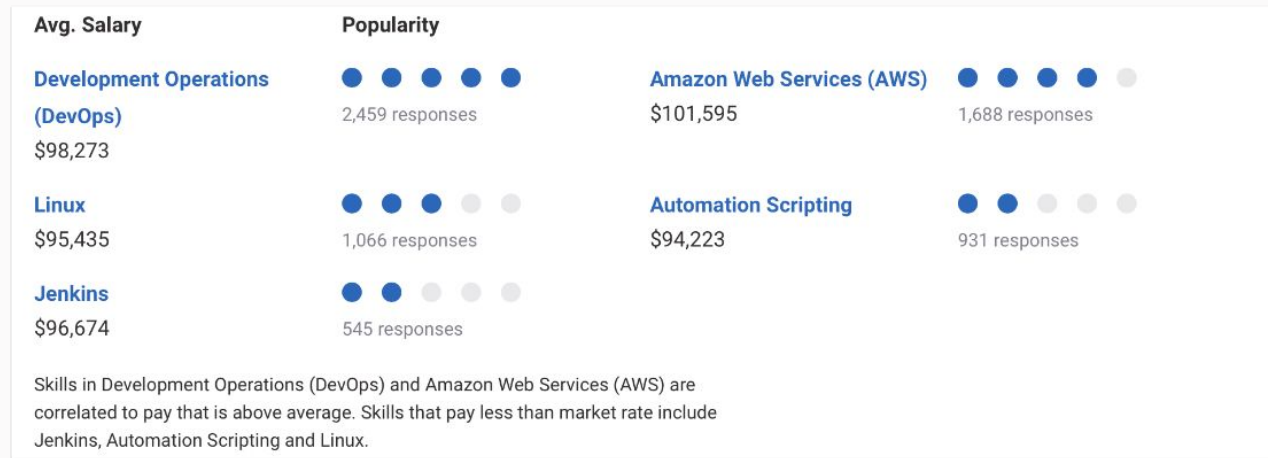 Avg. Salary
Popularity
Development Operations
(DevOps)
$98,273
2,459 responses
Amazon Web Services (AWS)
$101,595
1,688 responses
Linux
$95,435
1,066 responses
Automation Scripting
$94,223
931 responses
Jenkins
$96,674
545 responses
Skills in Development Operations (DevOps) and Amazon Web Services (AWS) are
correlated to pay that is above average. Skills that pay less than market rate include
Jenkins, Automation Scripting and Linux.